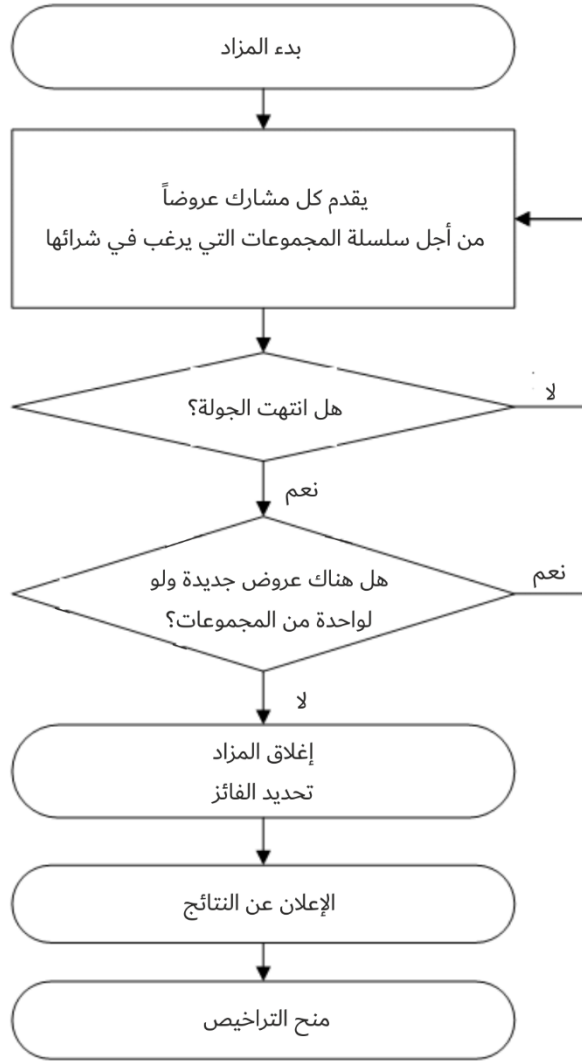 بدء المزاد
يقدم كل مشارك عروضاً
من أجل سلسلة المجموعات التي يرغب في شرائها
هل انتهت الجولة؟
لا
نعم
هل هناك عروض جديدة ولو
لواحدة من المجموعات؟
نعم
لا
إغلاق المزاد
تحديد الفائز
الإعلان عن النتائج
منح التراخيص